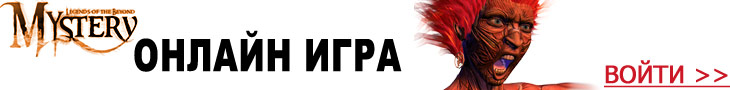 LEGENDS OF THE BEYOND
MYSTERY
ОНЛАЙН ИГРА
ВОЙТИ >>